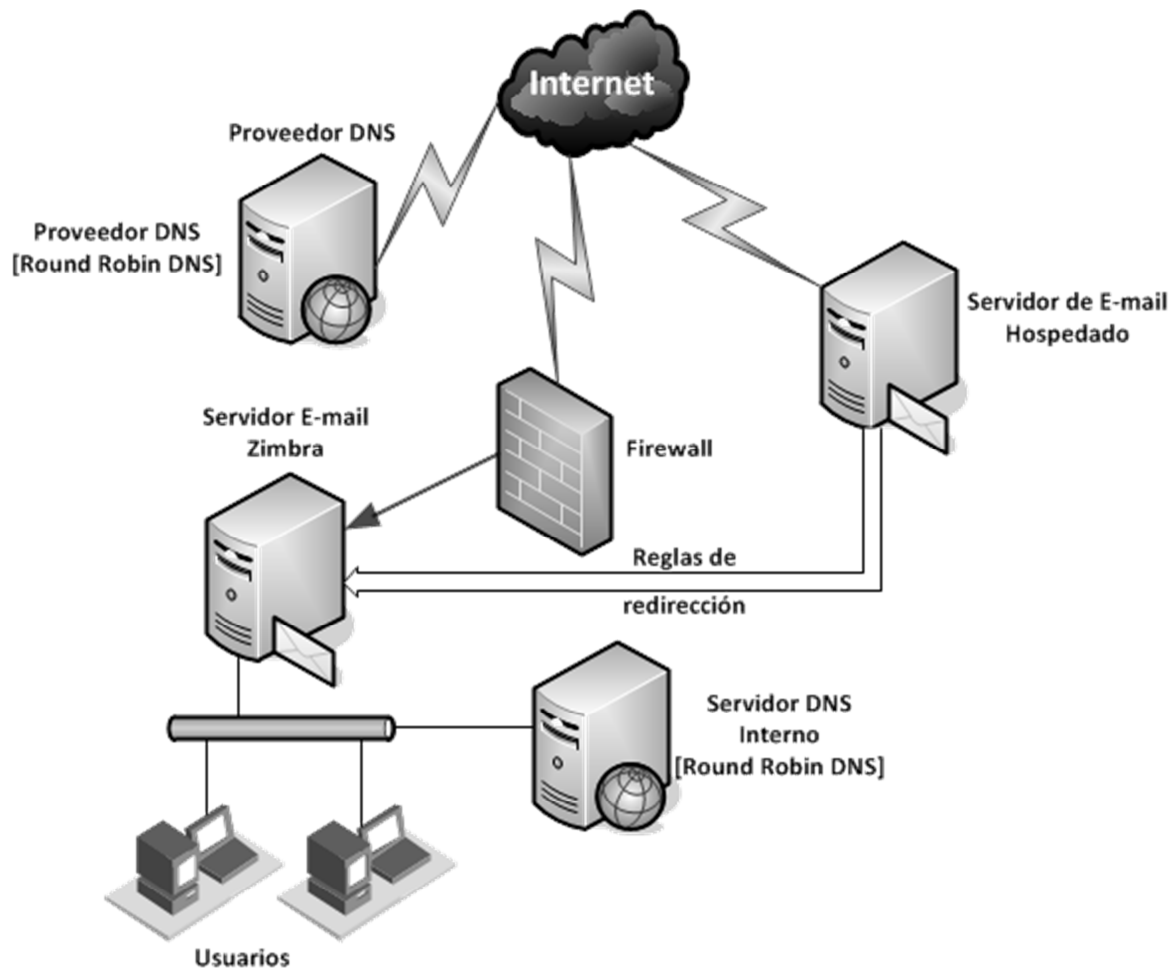 Internet
Proveedor DNS
Proveedor DNS
[Round Robin DNS]
Servidor de E-mail
Hospedado
Servidor E-mail
Zimbra
Firewall
Reglas de
redirección
Servidor DNS
Interno
[Round Robin DNS]
Usuarios